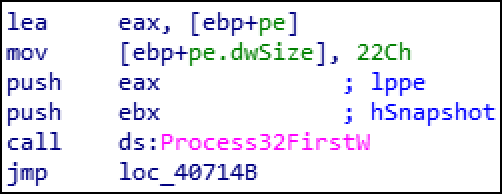 lea eax, [ebp+pe]
mov [ebp+pe.dwSize], 22Ch
push eax ; lppe
push ebx ; hSnapshot
call ds:Process32FirstW
jmp loc_40714B